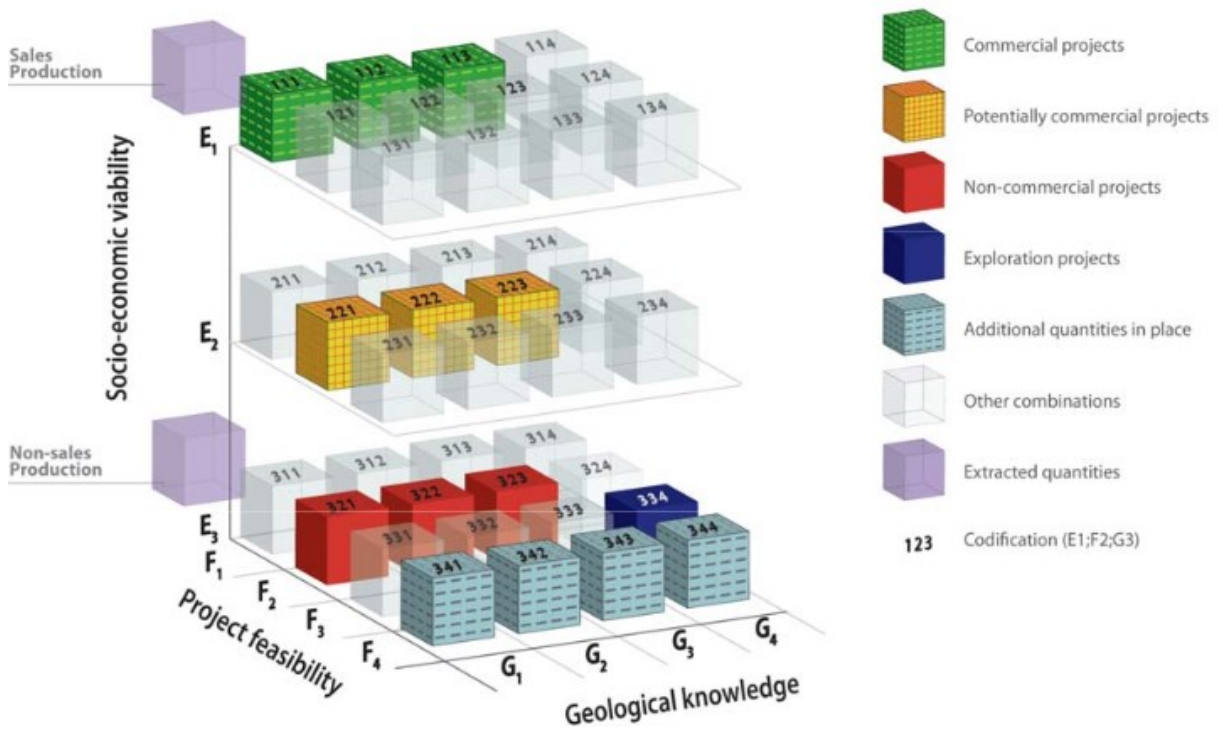 Sales
Production
Socio-economic viability
E1
111
112
113
114
121
122
123
124
131
132
133
134
E2
211
212
213
214
221
222
223
224
231
232
233
234
Non-sales
Production
E3
311
312
313
314
321
322
323
324
331
332
333
334
341
342
343
344
F1
F2
F3
F4
Project feasibility
G1
G2
G3
G4
Geological knowledge
Commercial projects
Potentially commercial projects
Non-commercial projects
Exploration projects
Additional quantities in place
Other combinations
Extracted quantities
123 Codification (E1;F2;G3)